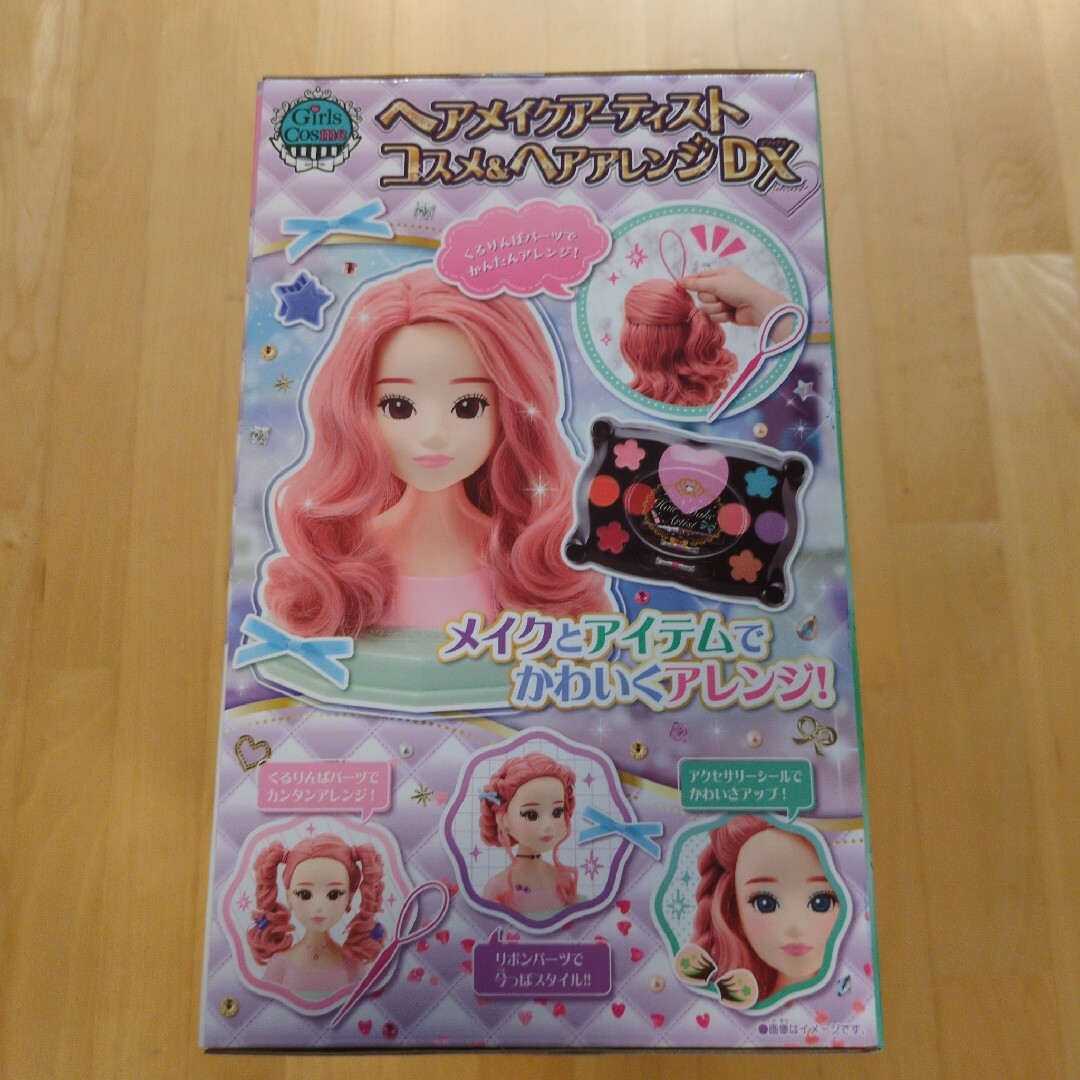 Girls
Cosme
ヘアメイクアーティスト
コスメ&ヘアアレンジDX
くるりんぱパーツで
かんたんアレンジ!
Hair Make
Artist
メイクとアイテムで
かわいくアレンジ!
くるりんぱパーツで
カンタンアレンジ!
アクセサリーシールで
かわいさアップ!
リボンパーツで
今っぽスタイル!!
●画像はイメージです。